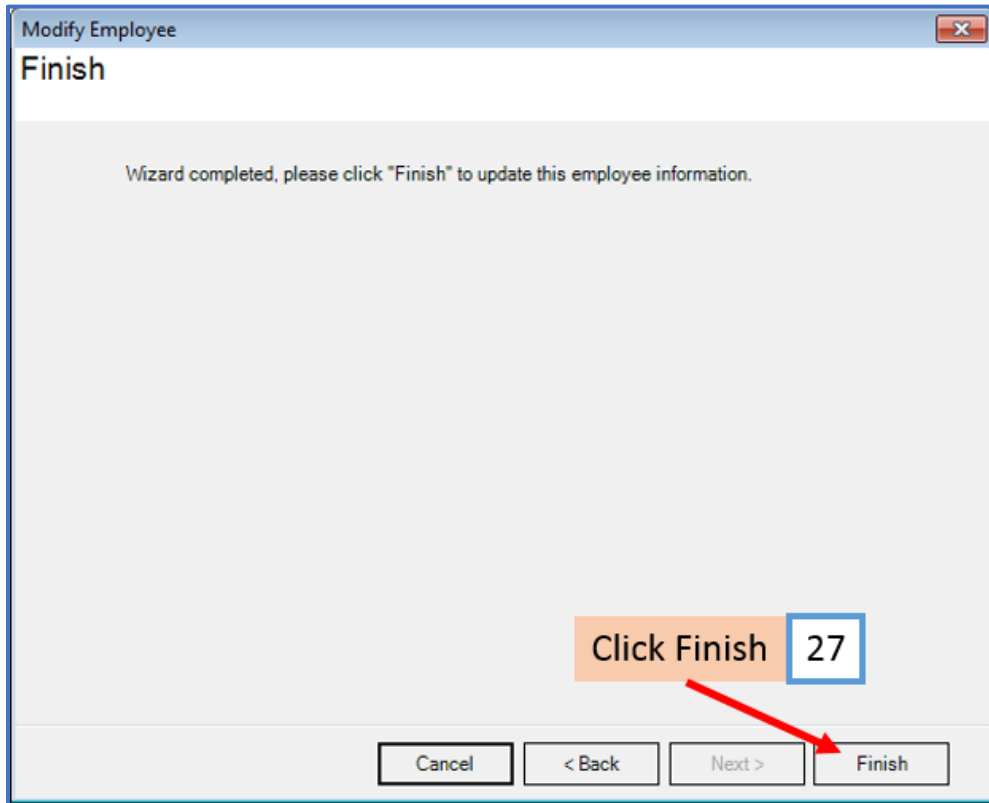 Modify Employee
Finish
Wizard completed, please click "Finish" to update this employee information.
Click Finish 27
Cancel < Back Next > Finish